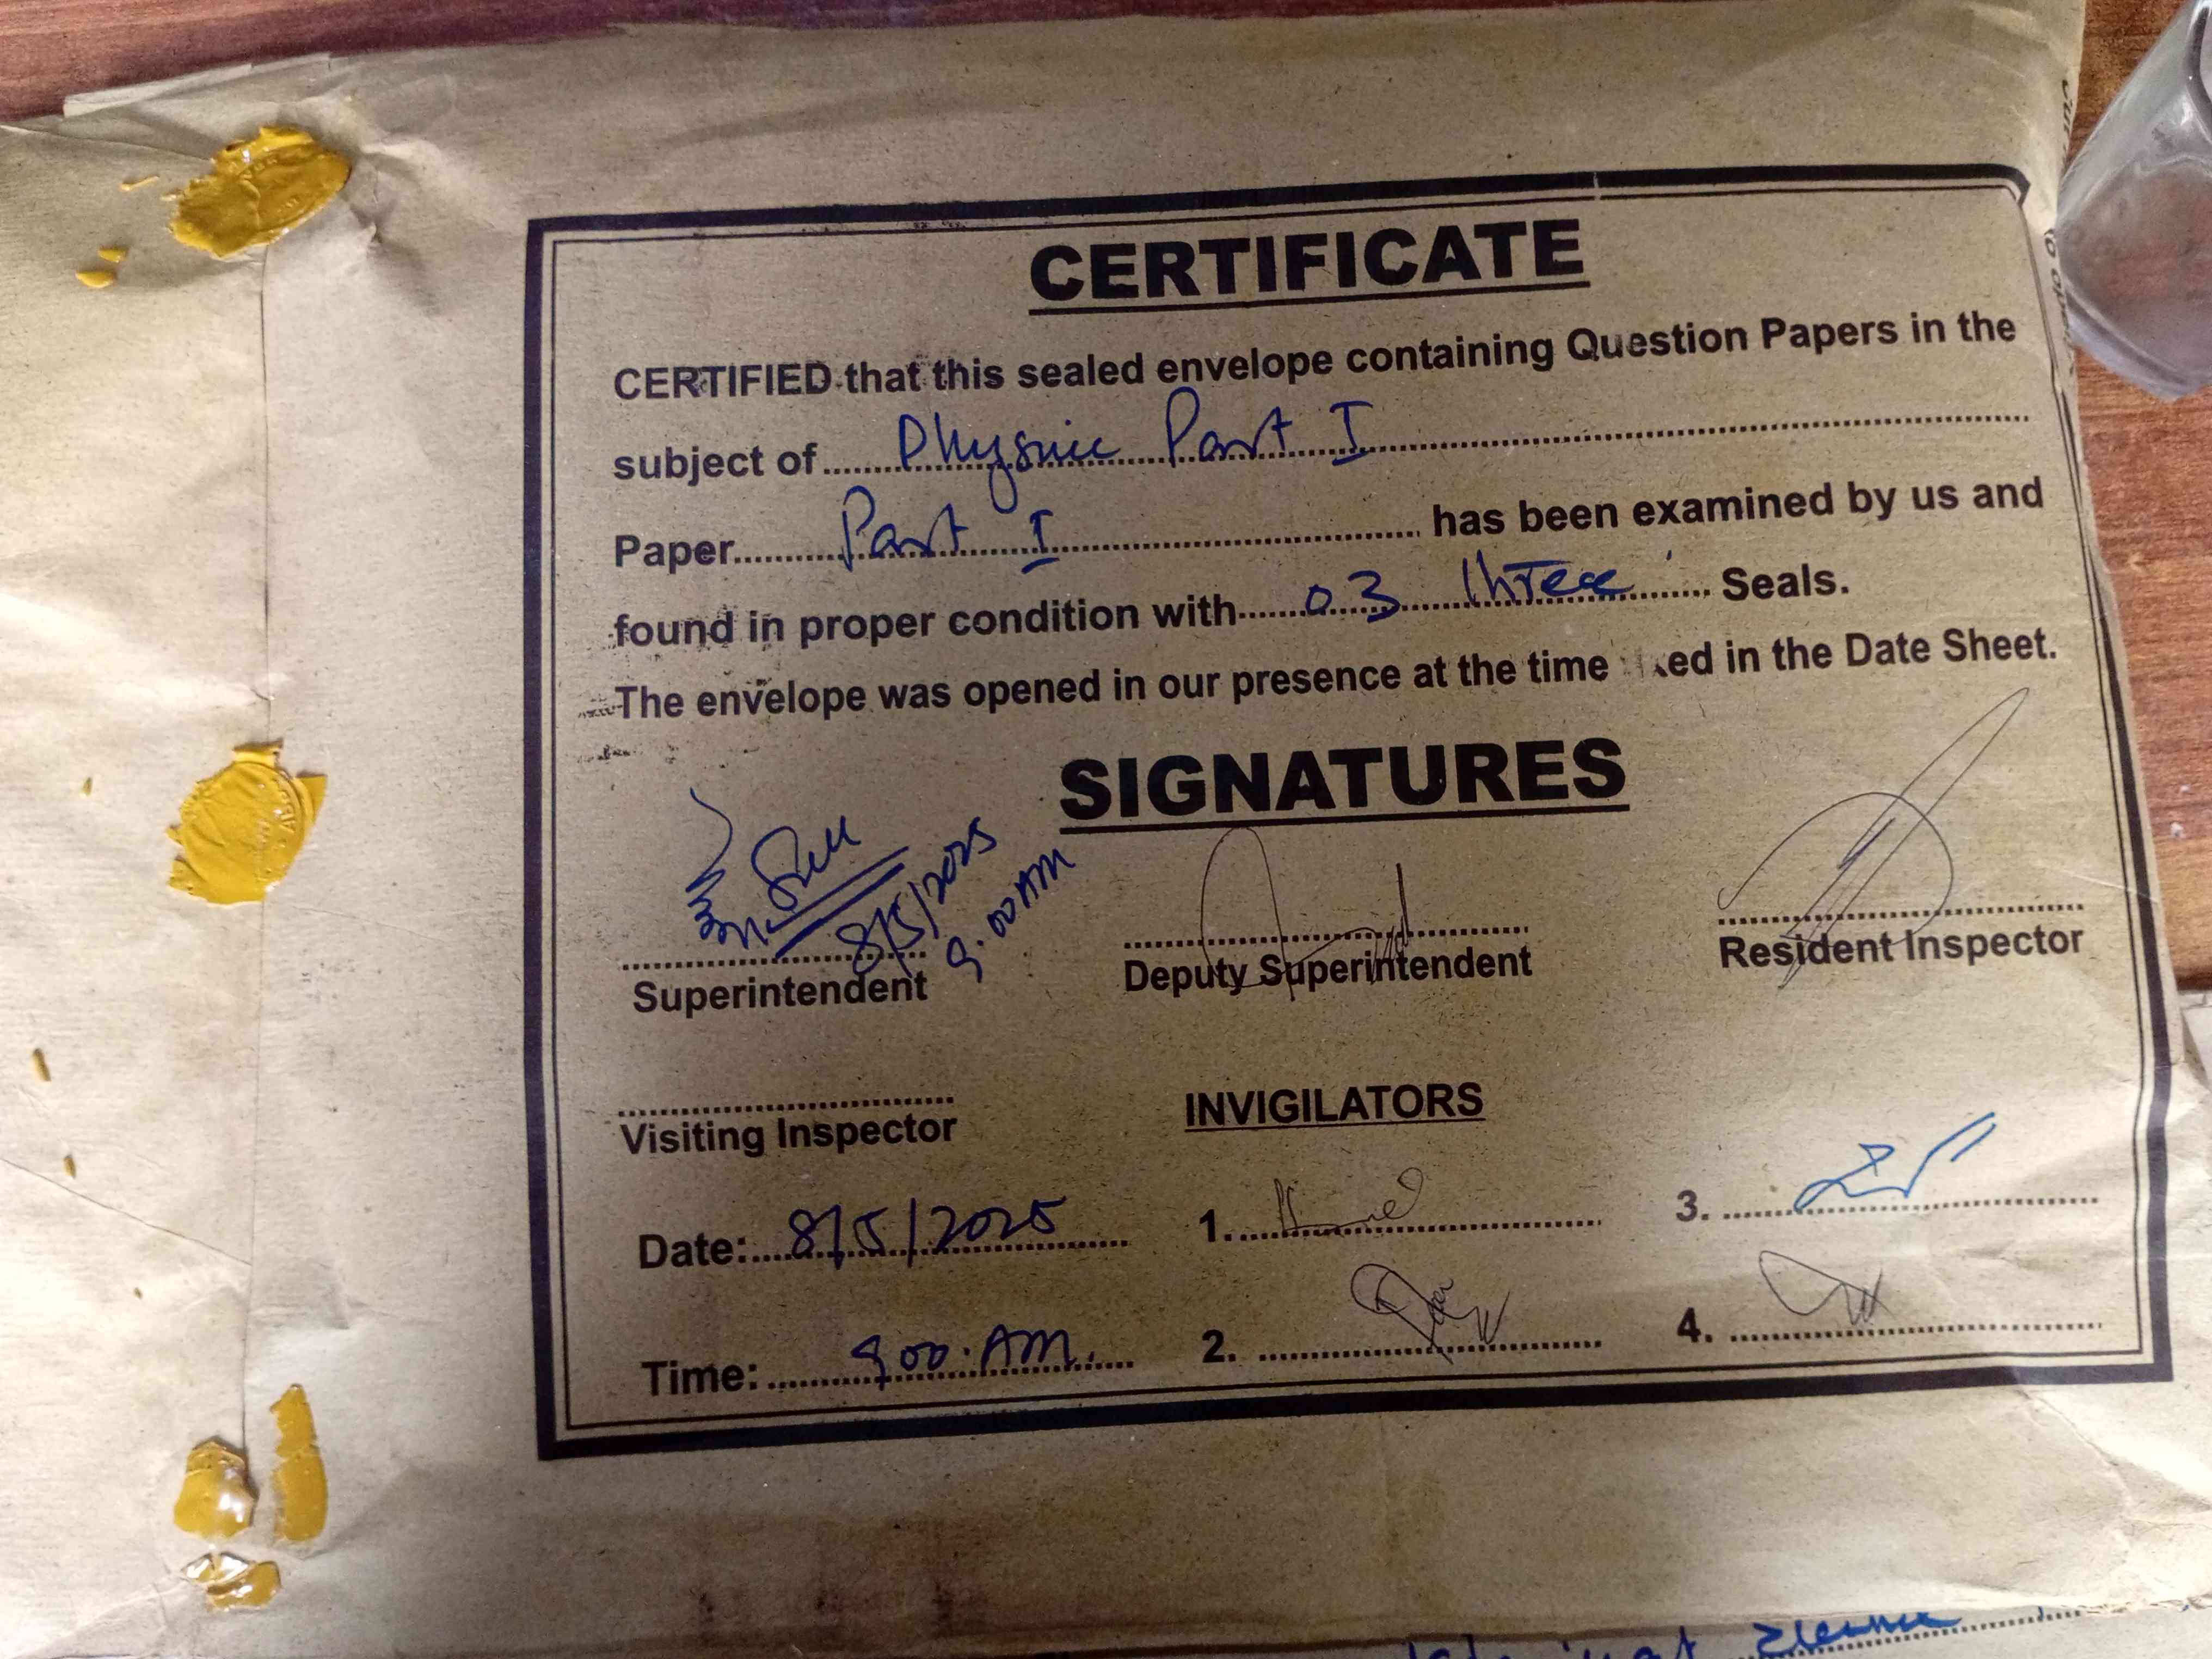 CERTIFICATE
CERTIFIED that this sealed envelope containing Question Papers in the
subject of Physics Part I
Paper Part I has been examined by us and
found in proper condition with 03 three Seals.
The envelope was opened in our presence at the time in the Date Sheet.
SIGNATURES
8/5/2025
9:00 AM
Superintendent
Deputy Superintendent
Resident Inspector
Visiting Inspector
INVIGILATORS
Date: 8/5/2025
1.
3.
Time: 900 AM.
2.
4.